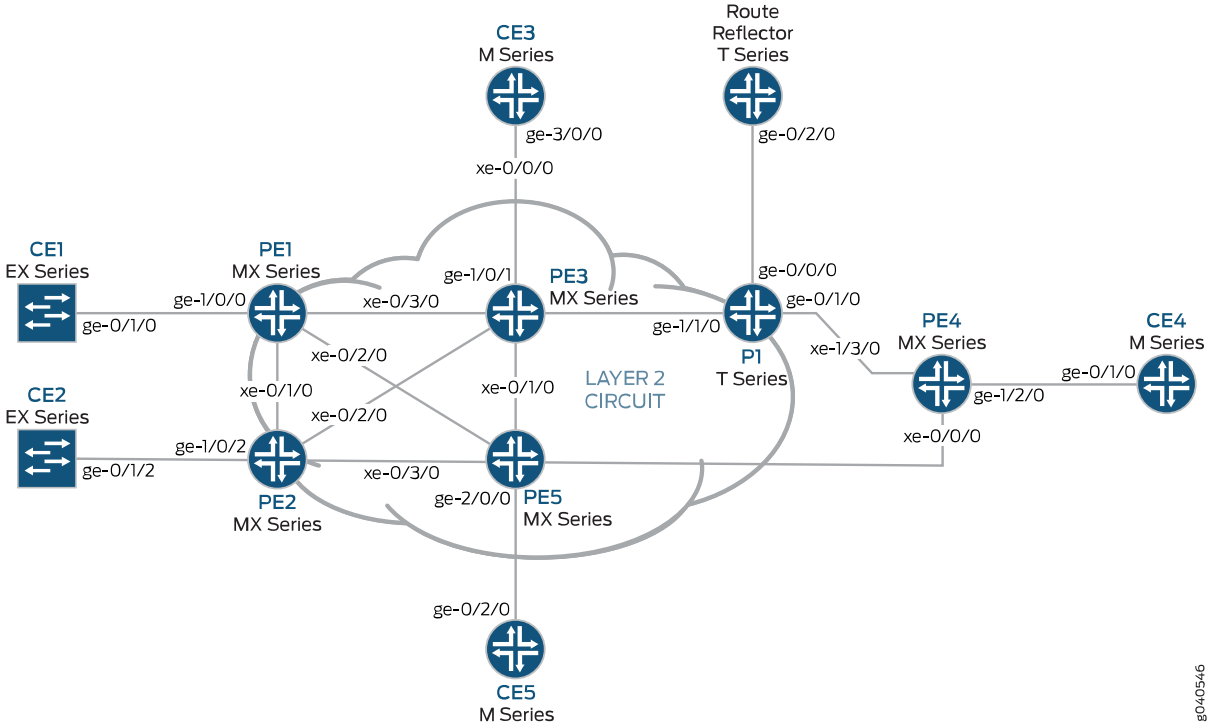 CE3
M Series
ge-3/0/0
xe-0/0/0
Route
Reflector
T Series
ge-0/2/0
CE1
EX Series
ge-0/1/0
PE1
MX Series
ge-1/0/0
xe-0/3/0
ge-1/0/1
PE3
MX Series
ge-1/1/0
ge-0/0/0
ge-0/1/0
P1
T Series
xe-1/3/0
PE4
MX Series
ge-1/2/0
CE4
M Series
ge-0/1/0
xe-0/0/0
xe-0/2/0
xe-0/1/0
xe-0/2/0
xe-0/1/0
LAYER 2
CIRCUIT
CE2
EX Series
ge-0/1/2
ge-1/0/2
PE2
MX Series
xe-0/3/0
ge-2/0/0
PE5
MX Series
ge-0/2/0
CE5
M Series
g040546